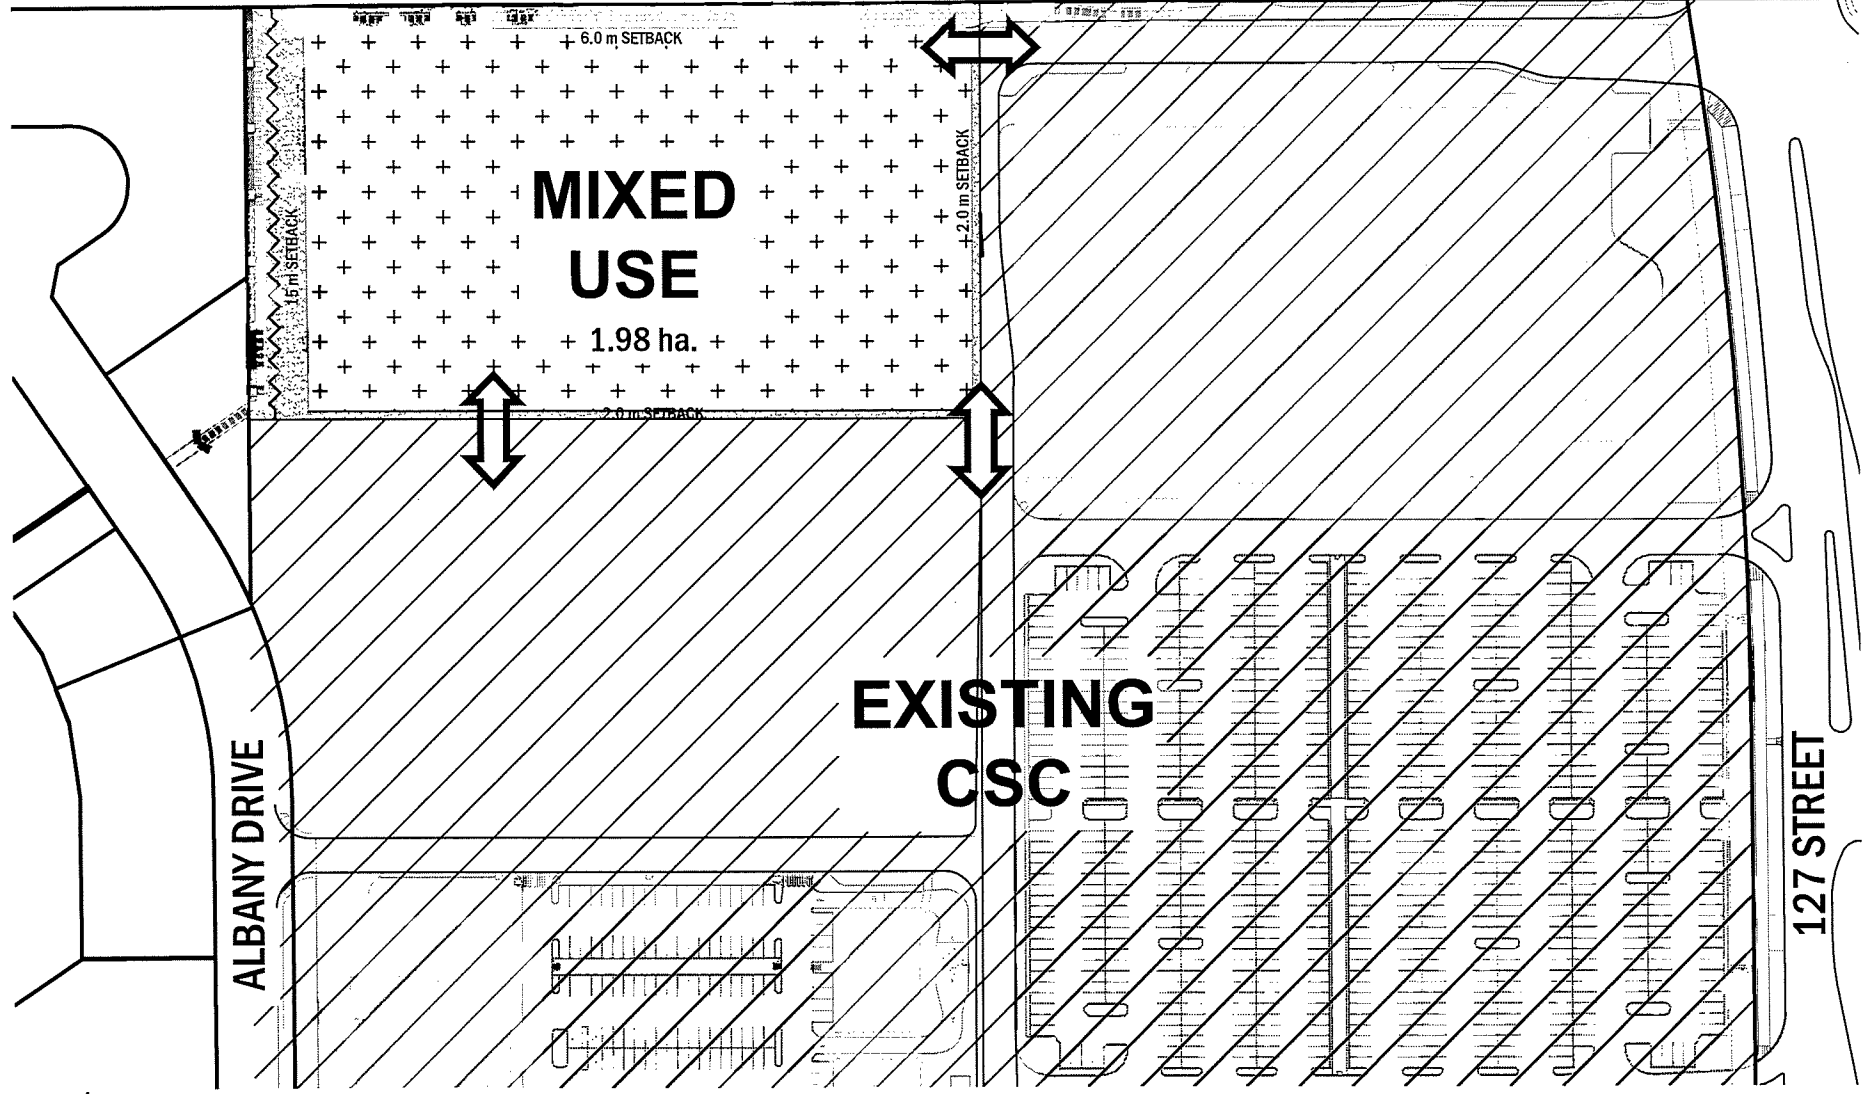 6.0 m SETBACK
2.0 m SETBACK
15 m SETBACK
MIXED
USE
1.98 ha.
2.0 m SETBACK
EXISTING
CSC
ALBANY DRIVE
127 STREET